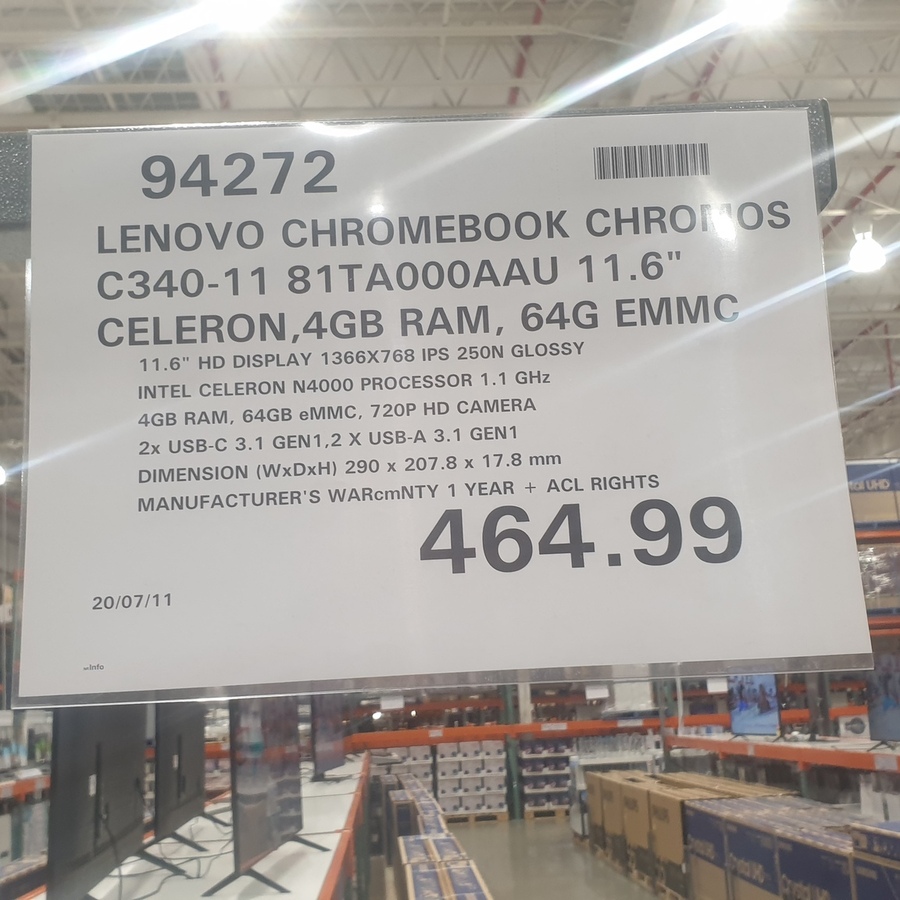 94272
LENOVO CHROMEBOOK CHROMOS
C340-11 81TA000AAU 11.6"
CELERON,4GB RAM, 64G EMMC
11.6" HD DISPLAY 1366X768 IPS 250N GLOSSY
INTEL CELERON N4000 PROCESSOR 1.1 GHz
4GB RAM, 64GB eMMC, 720P HD CAMERA
2x USB-C 3.1 GEN1,2 X USB-A 3.1 GEN1
DIMENSION (WxDxH) 290 x 207.8 x 17.8 mm
MANUFACTURER'S WARcmNTY 1 YEAR + ACL RIGHTS
464.99
20/07/11
Info
UHD